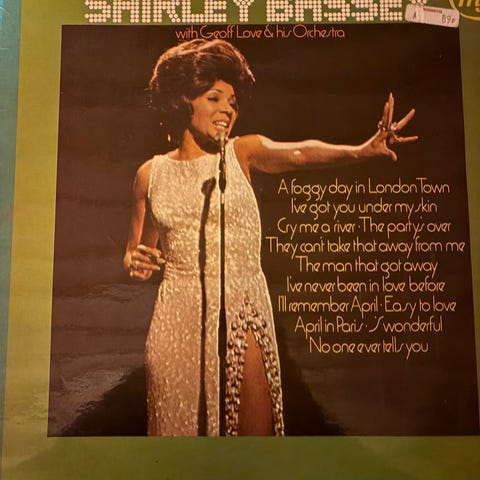 SHIRLEY BASSEY
with Geoff Love & his Orchestra
A foggy day in London Town
I've got you under my skin
Cry me a river · The party's over
They can't take that away from me
The man that got away
I've never been in love before
I'll remember April · Easy to love
April in Paris · 'S wonderful
No one ever tells you